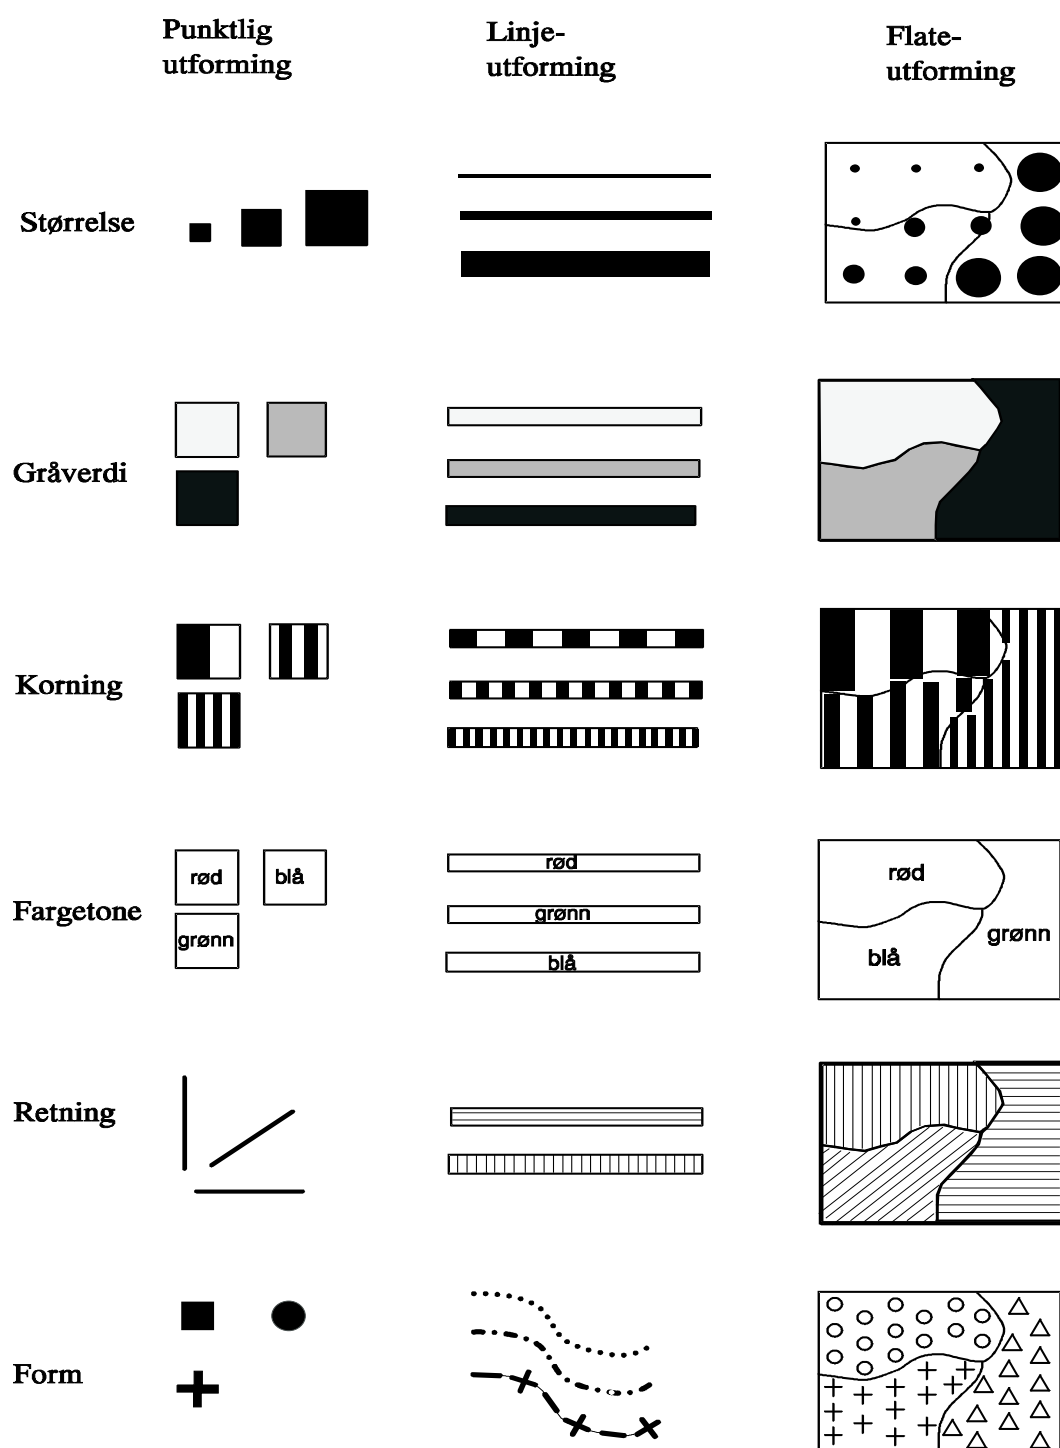 Punktlig
utforming
Linje-
utforming
Flate-
utforming
Størrelse
Gråverdi
Korning
Fargetone
rød
blå
grønn
rød
grønn
blå
rød
grønn
blå
Retning
Form